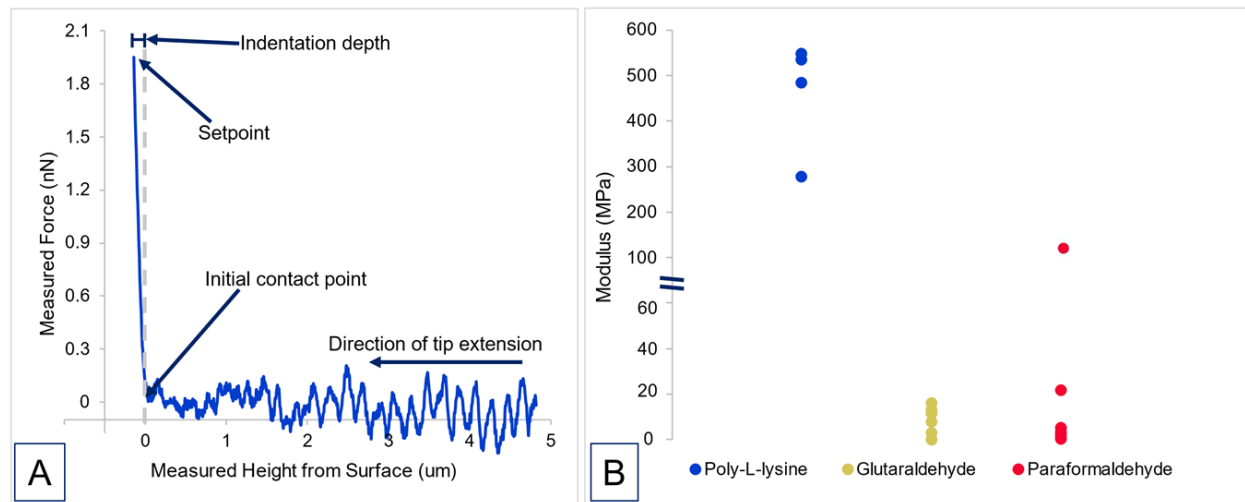 2.1
1.8
1.5
1.2
0.9
0.6
0.3
0
Measured Force (nN)
Indentation depth
Setpoint
Initial contact point
Direction of tip extension
0 1 2 3 4 5
Measured Height from Surface (um)
A
600
500
400
300
200
100
60
40
20
0
Modulus (MPa)
Poly-L-lysine Glutaraldehyde Paraformaldehyde
B